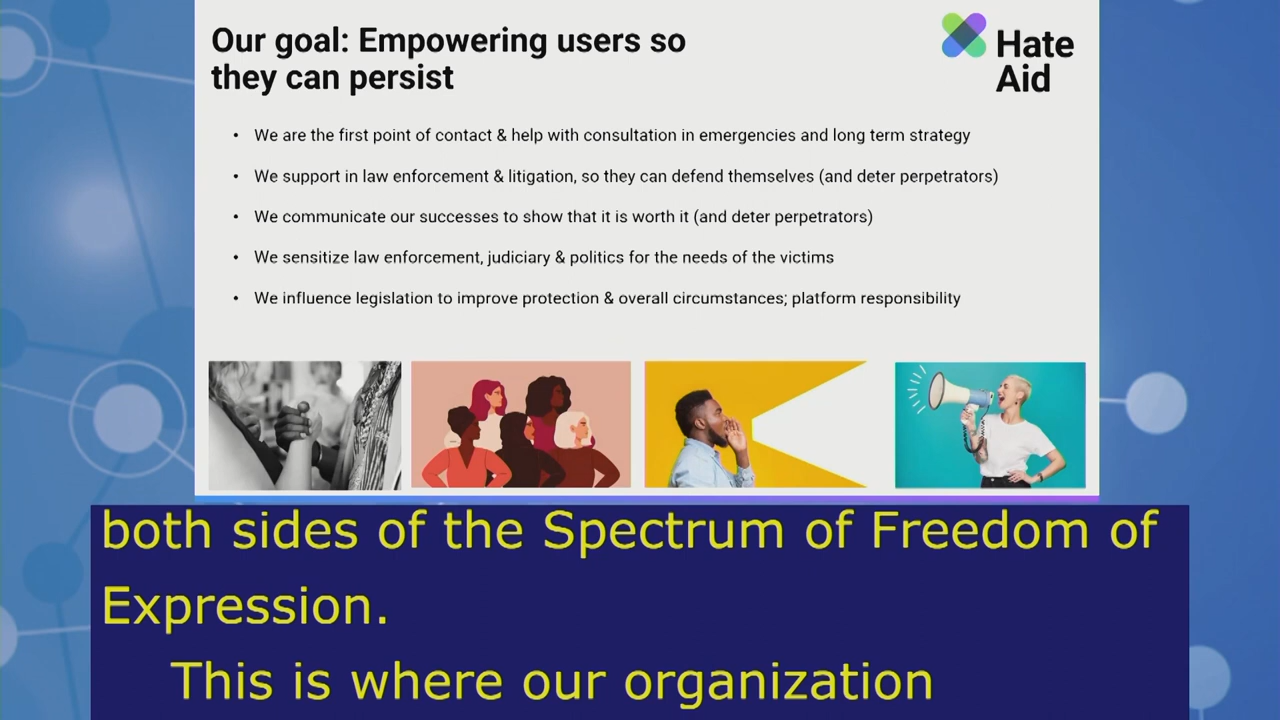 Our goal: Empowering users so
they can persist
Hate
Aid
• We are the first point of contact & help with consultation in emergencies and long term strategy
• We support in law enforcement & litigation, so they can defend themselves (and deter perpetrators)
• We communicate our successes to show that it is worth it (and deter perpetrators)
• We sensitize law enforcement, judiciary & politics for the needs of the victims
• We influence legislation to improve protection & overall circumstances; platform responsibility
both sides of the Spectrum of Freedom of
Expression.
This is where our organization